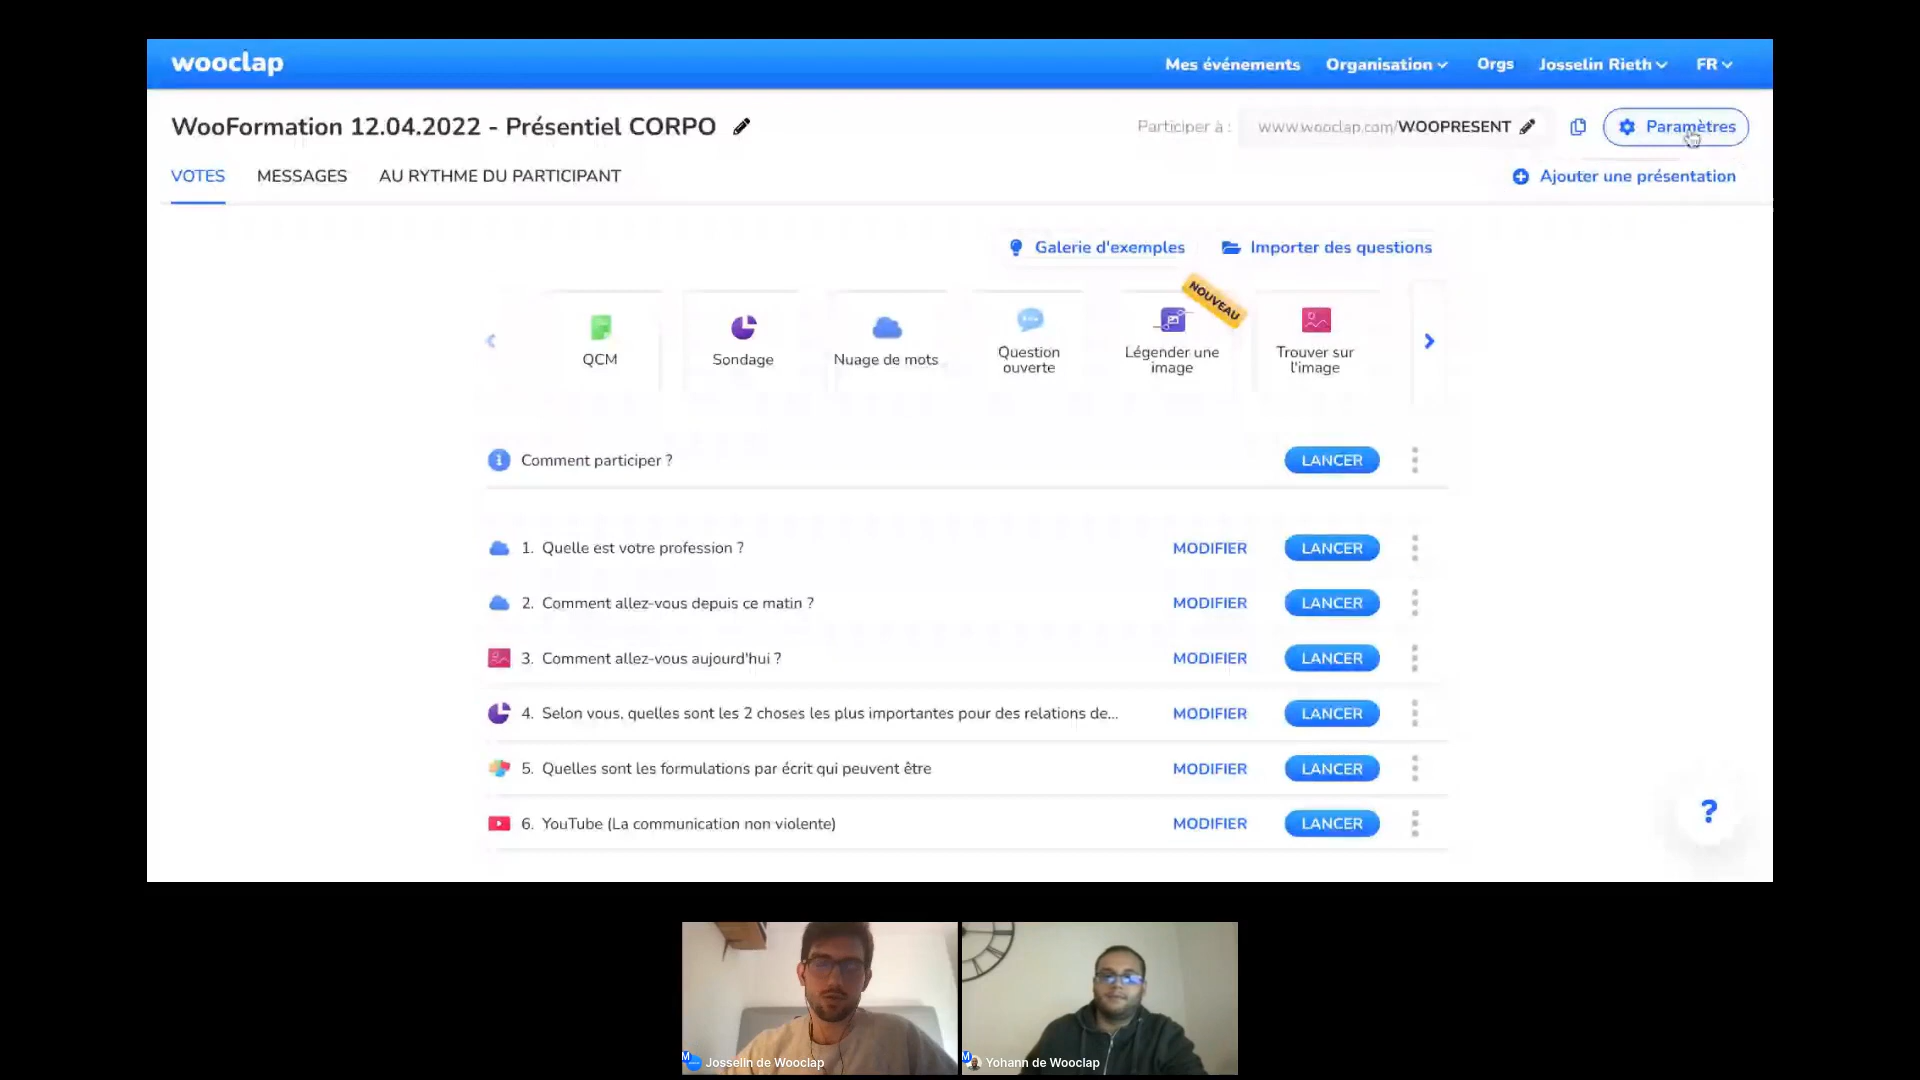 wooclap
Mes événements Organisation Orgs Josselin Rieth FR
WooFormation 12.04.2022 - Présentiel CORPO
Participer à : www.wooclap.com/WOOPRESENT
Paramètres
VOTES MESSAGES AU RYTHME DU PARTICIPANT
Ajouter une présentation
Galerie d'exemples Importer des questions
NOUVEAU
QCM
Sondage
Nuage de mots
Question
ouverte
Légender une
image
Trouver sur
l'image
Comment participer ? LANCER
1. Quelle est votre profession ? MODIFIER LANCER
2. Comment allez-vous depuis ce matin ? MODIFIER LANCER
3. Comment allez-vous aujourd'hui ? MODIFIER LANCER
4. Selon vous, quelles sont les 2 choses les plus importantes pour des relations de... MODIFIER LANCER
5. Quelles sont les formulations par écrit qui peuvent être MODIFIER LANCER
6. YouTube (La communication non violente) MODIFIER LANCER
?
M Josselin de Wooclap
M Yohann de Wooclap